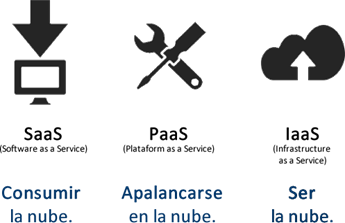 SaaS
(Software as a Service)
Consumir
la nube.
PaaS
(Plataform as a Service)
Apalancarse
en la nube.
IaaS
(Infrastructure
as a Service)
Ser
la nube.